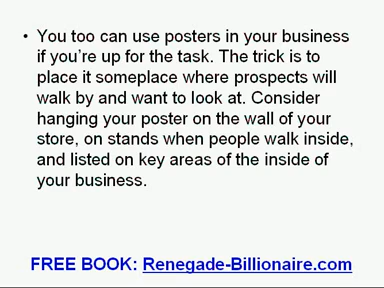 • You too can use posters in your business
if you're up for the task. The trick is to
place it someplace where prospects will
walk by and want to look at. Consider
hanging your poster on the wall of your
store, on stands when people walk inside,
and listed on key areas of the inside of
your business.
FREE BOOK: Renegade-Billionaire.com